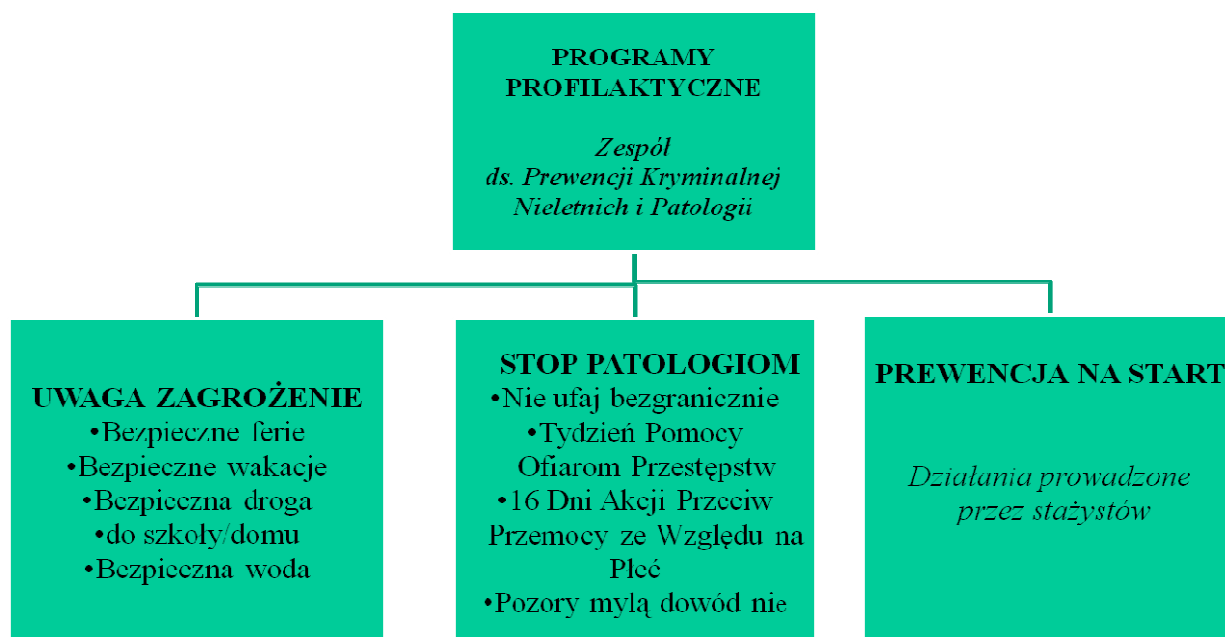 PROGRAMY
PROFILAKTYCZNE
Zespół
ds. Prewencji Kryminalnej
Nieletnich i Patologii
UWAGA ZAGROŻENIE
•Bezpieczne ferie
•Bezpieczne wakacje
•Bezpieczna droga
•do szkoły/domu
•Bezpieczna woda
STOP PATOLOGIOM
•Nie ufaj bezgranicznie
•Tydzień Pomocy
Ofiarom Przestępstw
•16 Dni Akcji Przeciw
Przemocy ze Względu na
Płeć
•Pozory mylą dowód nie
PREWENCJA NA START
Działania prowadzone
przez stażystów